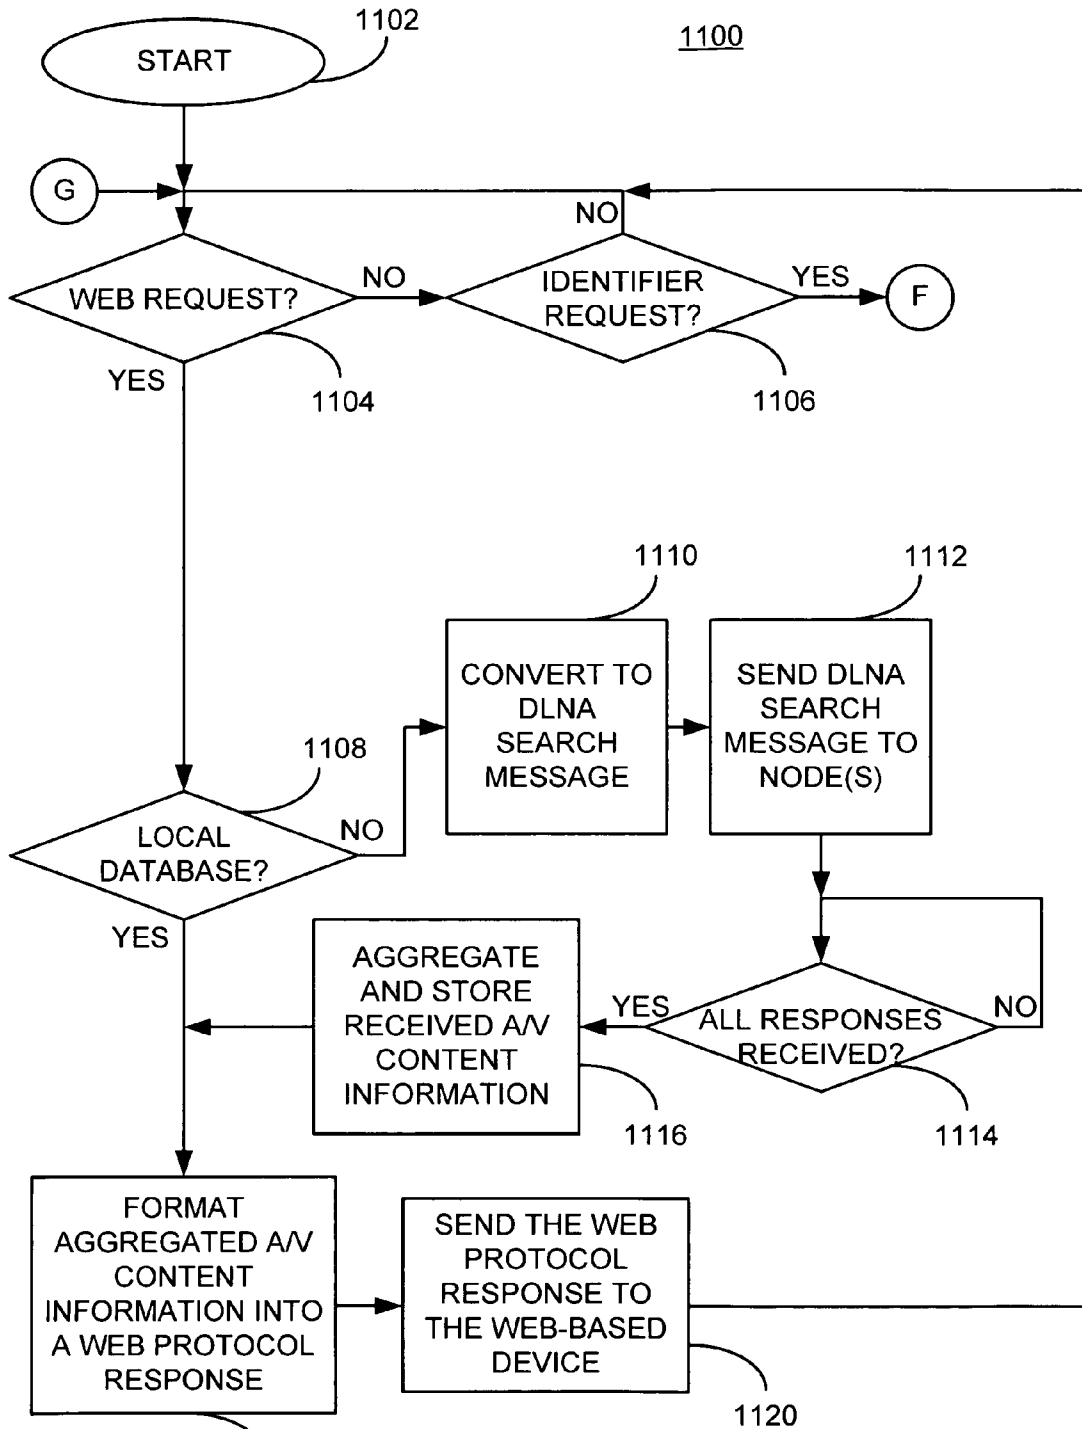 1102
1100
START
G
NO
NO
IDENTIFIER
REQUEST?
YES
F
WEB REQUEST?
YES
1104
1106
1110
1112
CONVERT TO
DLNA
SEARCH
MESSAGE
SEND DLNA
SEARCH
MESSAGE TO
NODE(S)
1108
LOCAL
DATABASE?
NO
YES
AGGREGATE
AND STORE
RECEIVED A/V
CONTENT
INFORMATION
YES
ALL RESPONSES
RECEIVED?
NO
1116
1114
FORMAT
AGGREGATED A/V
CONTENT
INFORMATION INTO
A WEB PROTOCOL
RESPONSE
SEND THE WEB
PROTOCOL
RESPONSE TO
THE WEB-BASED
DEVICE
1120